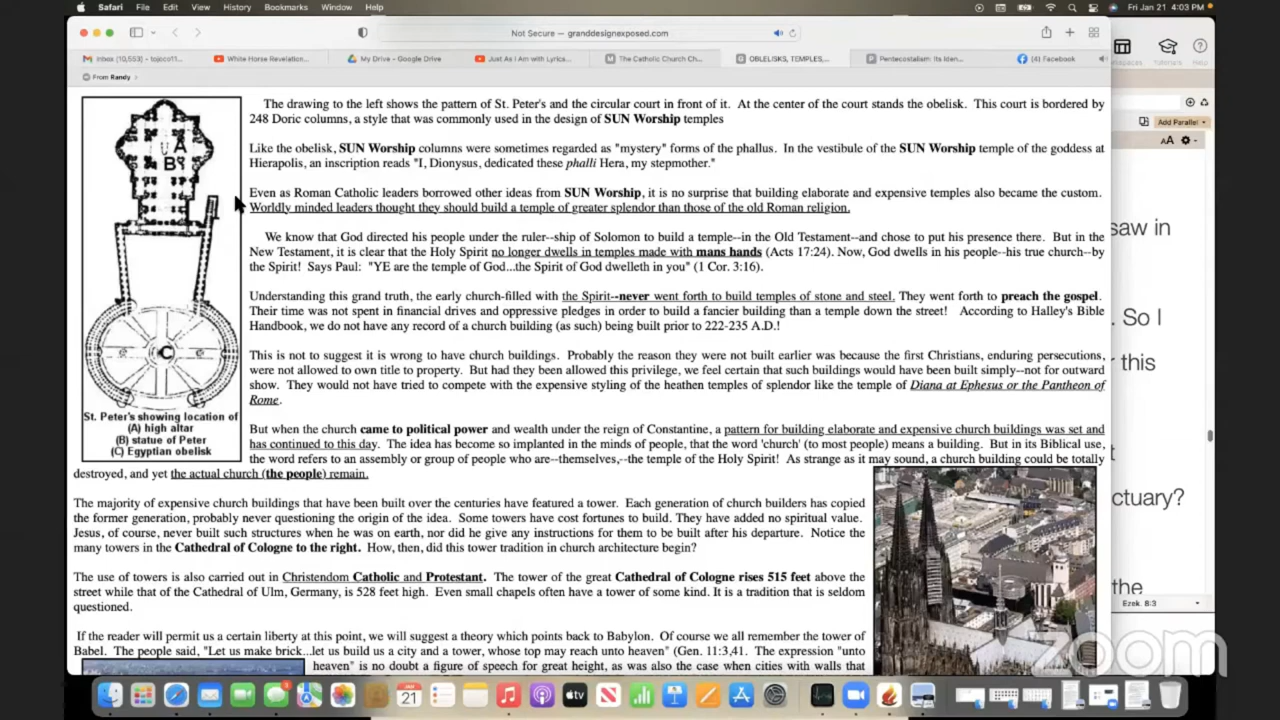 Safari File Edit View History Bookmarks Window Help
Fri Jan 21 4:03 PM
Not Secure — granddesignexposed.com
Inbox (10,553) — tojoco11... White Horse Revelation... My Drive – Google Drive Just As I Am with Lyrics... The Catholic Church Ch... OBLELISKS, TEMPLES,... Pentecostalism: Its Iden... (4) Facebook
From Randy
Add Parallel
AA
The drawing to the left shows the pattern of St. Peter's and the circular court in front of it. At the center of the court stands the obelisk. This court is bordered by
248 Doric columns, a style that was commonly used in the design of SUN Worship temples
Like the obelisk, SUN Worship columns were sometimes regarded as "mystery" forms of the phallus. In the vestibule of the SUN Worship temple of the goddess at
Hierapolis, an inscription reads "I, Dionysus, dedicated these phalli Hera, my stepmother."
Even as Roman Catholic leaders borrowed other ideas from SUN Worship, it is no surprise that building elaborate and expensive temples also became the custom.
Worldly minded leaders thought they should build a temple of greater splendor than those of the old Roman religion.
We know that God directed his people under the ruler--ship of Solomon to build a temple--in the Old Testament--and chose to put his presence there. But in the
New Testament, it is clear that the Holy Spirit no longer dwells in temples made with mans hands (Acts 17:24). Now, God dwells in his people--his true church--by
the Spirit! Says Paul: "YE are the temple of God...the Spirit of God dwelleth in you" (1 Cor. 3:16).
Understanding this grand truth, the early church-filled with the Spirit--never went forth to build temples of stone and steel. They went forth to preach the gospel.
Their time was not spent in financial drives and oppressive pledges in order to build a fancier building than a temple down the street! According to Halley's Bible
Handbook, we do not have any record of a church building (as such) being built prior to 222-235 A.D.!
This is not to suggest it is wrong to have church buildings. Probably the reason they were not built earlier was because the first Christians, enduring persecutions,
were not allowed to own title to property. But had they been allowed this privilege, we feel certain that such buildings would have been built simply--not for outward
show. They would not have tried to compete with the expensive styling of the heathen temples of splendor like the temple of Diana at Ephesus or the Pantheon of
Rome.
But when the church came to political power and wealth under the reign of Constantine, a pattern for building elaborate and expensive church buildings was set and
has continued to this day. The idea has become so implanted in the minds of people, that the word 'church' (to most people) means a building. But in its Biblical use,
the word refers to an assembly or group of people who are--themselves,--the temple of the Holy Spirit! As strange as it may sound, a church building could be totally
destroyed, and yet the actual church (the people) remain.
A
B
C
St. Peter's showing location of
(A) high altar
(B) statue of Peter
(C) Egyptian obelisk
The majority of expensive church buildings that have been built over the centuries have featured a tower. Each generation of church builders has copied
the former generation, probably never questioning the origin of the idea. Some towers have cost fortunes to build. They have added no spiritual value.
Jesus, of course, never built such structures when he was on earth, nor did he give any instructions for them to be built after his departure. Notice the
many towers in the Cathedral of Cologne to the right. How, then, did this tower tradition in church architecture begin?
The use of towers is also carried out in Christendom Catholic and Protestant. The tower of the great Cathedral of Cologne rises 515 feet above the
street while that of the Cathedral of Ulm, Germany, is 528 feet high. Even small chapels often have a tower of some kind. It is a tradition that is seldom
questioned.
If the reader will permit us a certain liberty at this point, we will suggest a theory which points back to Babylon. Of course we all remember the tower of
Babel. The people said, "Let us make brick...let us build us a city and a tower, whose top may reach unto heaven" (Gen. 11:3,41. The expression "unto
heaven" is no doubt a figure of speech for great height, as was also the case when cities with walls that
saw in
. So I
this
ctuary?
the
Ezek. 8:3
zoom
JAN
21
tv